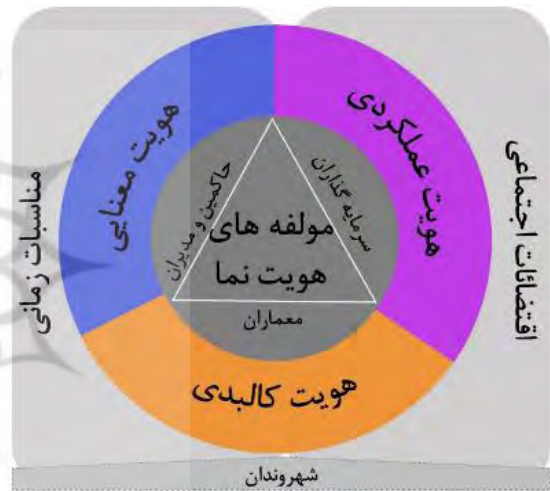 هویت عملکردی
هویت معنایی
سرمایه گذاران
حاکمین و مدیران
اقتضائات اجتماعی
مناسبات زمانی
مولفه های
هویت نما
معماران
هویت کالبدی
شهروندان